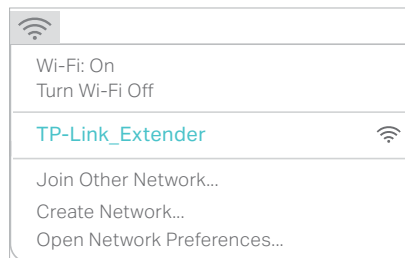 Wi-Fi: On
Turn Wi-Fi Off
TP-Link_Extender
Join Other Network...
Create Network...
Open Network Preferences...